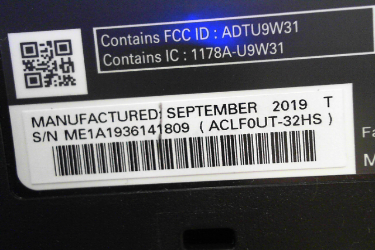 Contains FCC ID : ADTU9W31
Contains IC : 1178A-U9W31
MANUFACTURED: SEPTEMBER 2019 T
S/N ME1A1936141809 ( ACLF0UT-32HS )